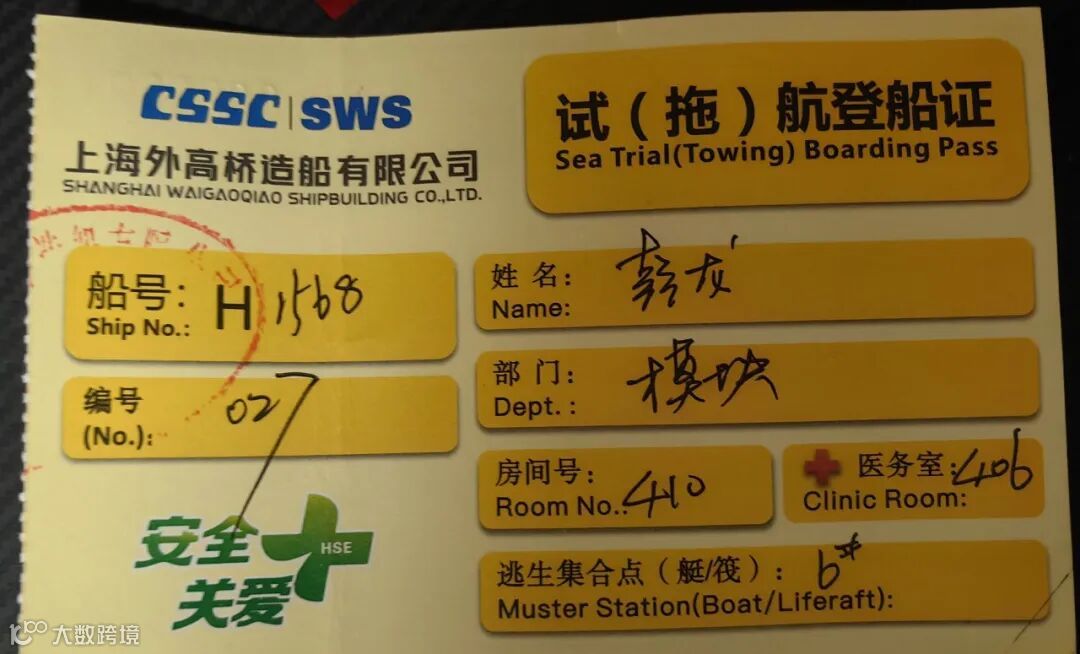 CSSC | SWS
上海外高桥造船有限公司
SHANGHAI WAIGAOQIAO SHIPBUILDING CO.,LTD.
试（拖）航登船证
Sea Trial(Towing) Boarding Pass
船号：
Ship No.: H 1568
编号
(No.): 027
姓 名：彭龙
Name:
部 门：模块
Dept. :
房间号：
Room No.: 410
医务室：406
Clinic Room:
逃生集合点（艇/筏）：6#
Muster Station(Boat/Liferaft):
安全
关爱
HSE
大数跨境